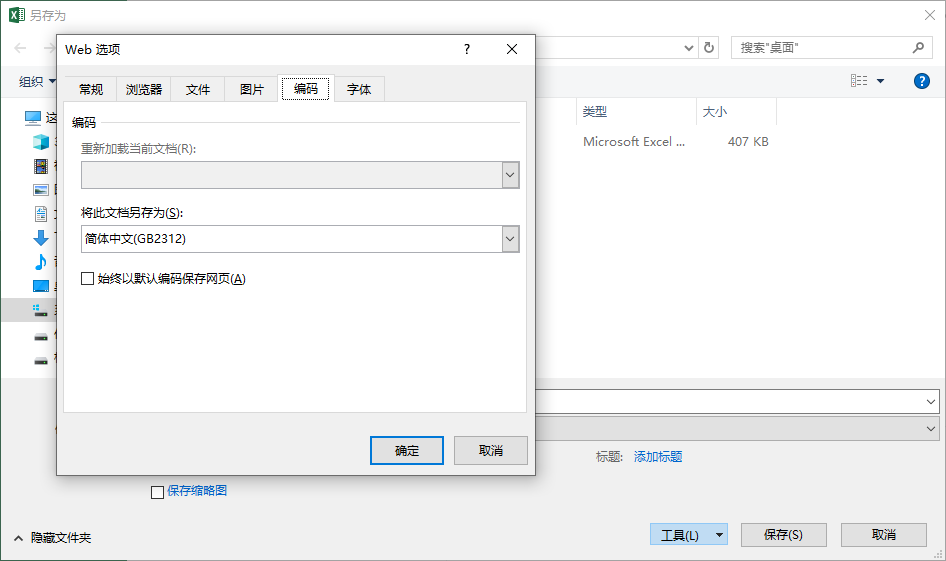 另存为
Web 选项
?
搜索"桌面"
组织
常规
浏览器
文件
图片
编码
字体
类型
大小
编码
Microsoft Excel ...
407 KB
重新加载当前文档(R):
将此文档另存为(S):
简体中文(GB2312)
始终以默认编码保存网页(A)
确定
取消
标题:
添加标题
保存缩略图
隐藏文件夹
工具(L)
保存(S)
取消